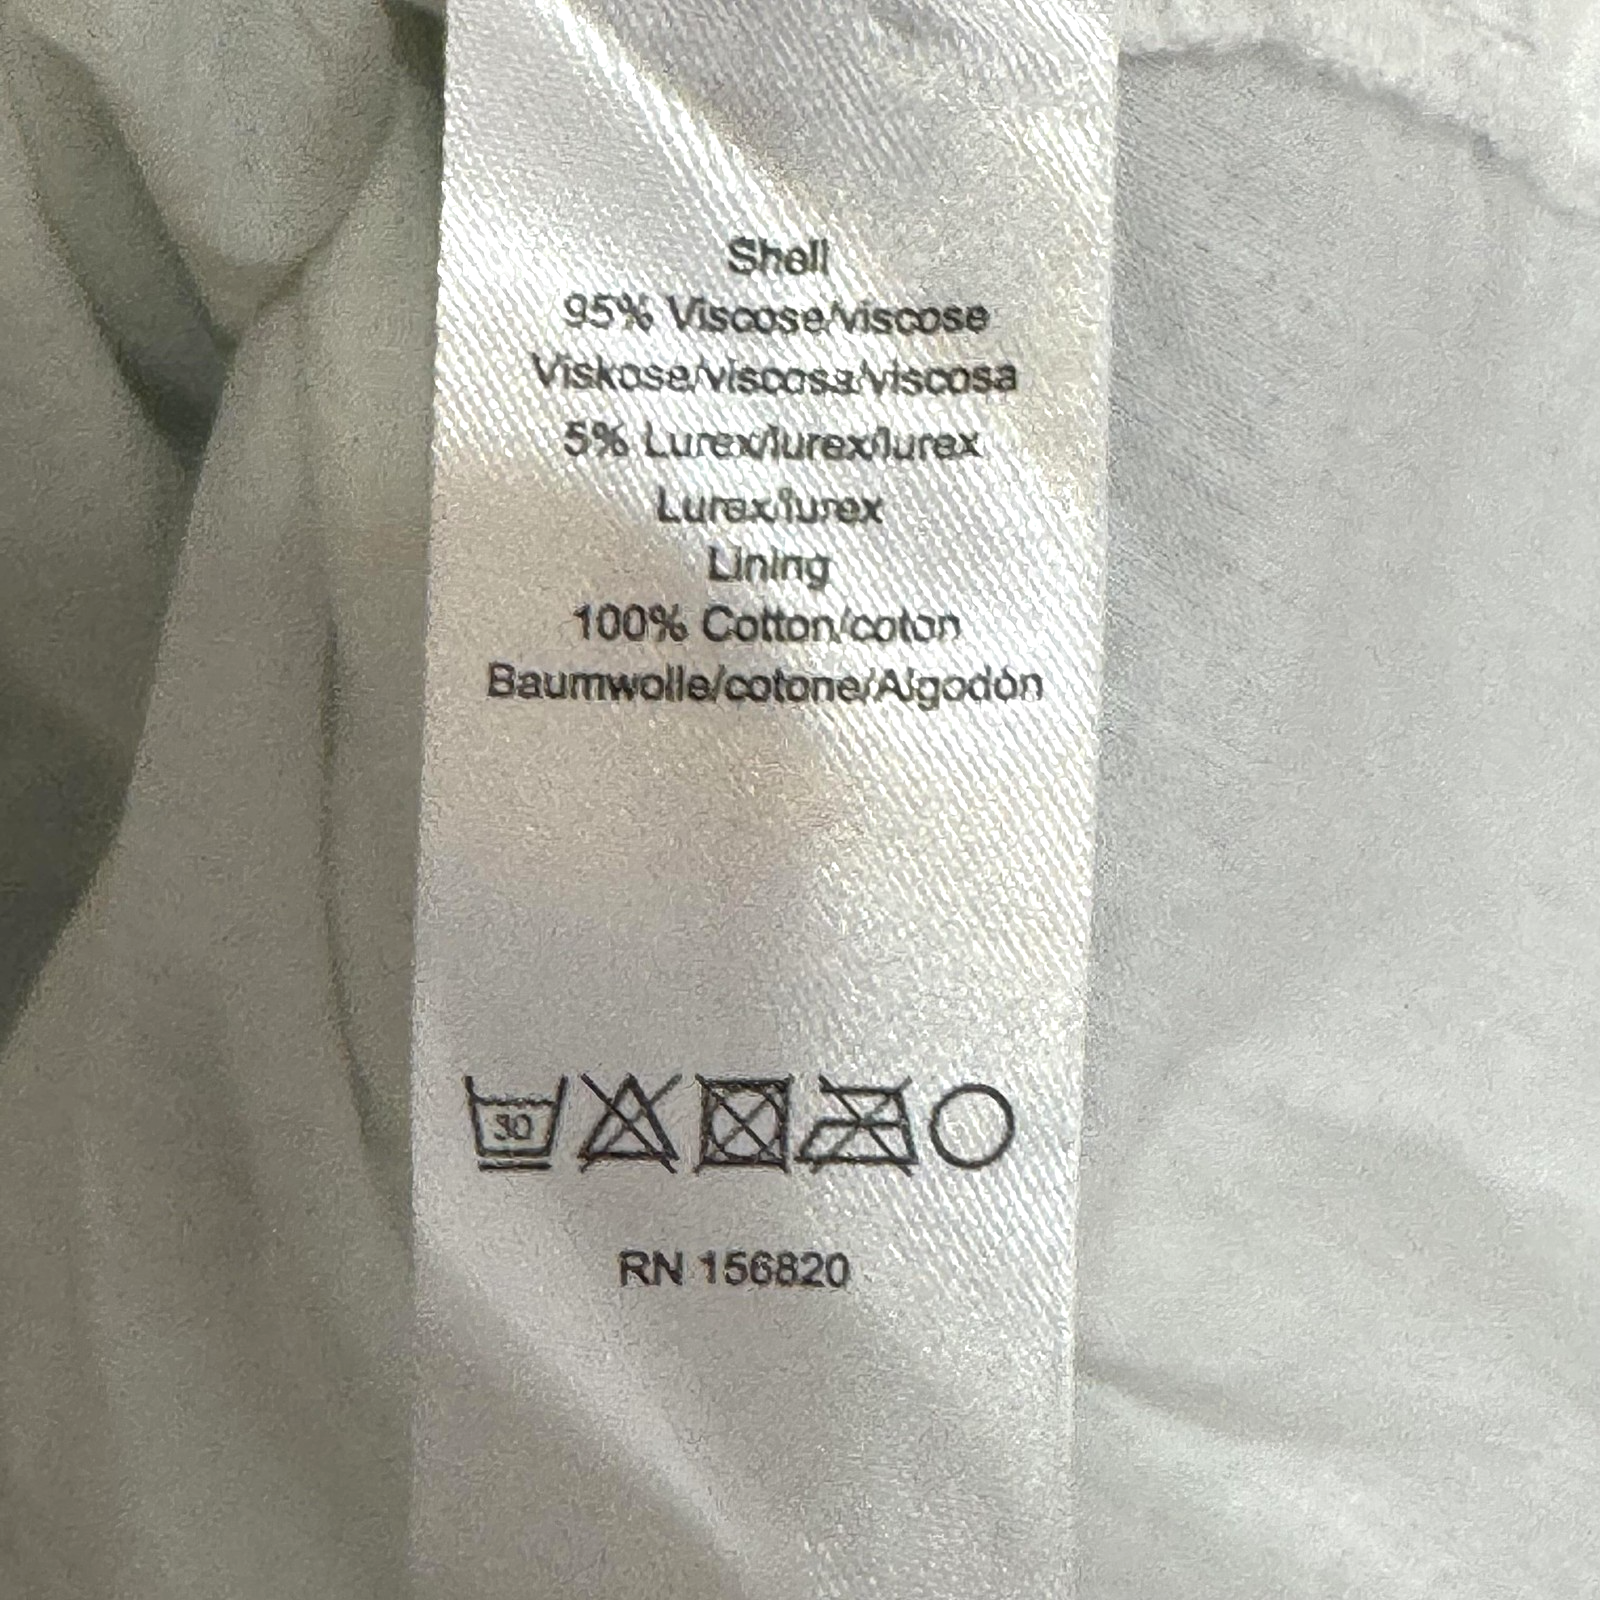 Shell
95% Viscose/viscose
Viskose/viscosa/viscosa
5% Lurex/lurex/lurex
Lurex/lurex
Lining
100% Cotton/coton
Baumwolle/cotone/Algodón
30
RN 156820